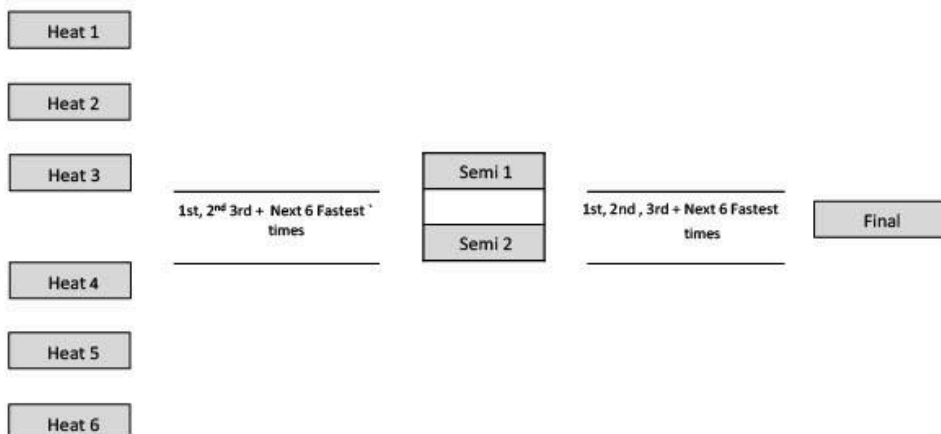 Heat 1
Heat 2
Heat 3
Heat 4
Heat 5
Heat 6
1st, 2nd 3rd + Next 6 Fastest `
times
Semi 1
Semi 2
1st, 2nd , 3rd + Next 6 Fastest
times
Final